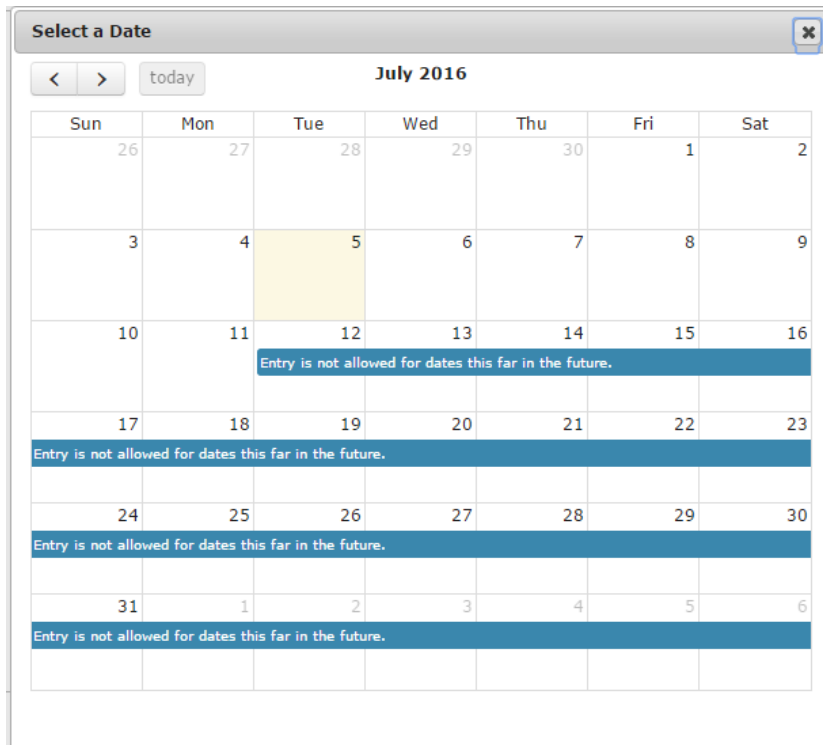 Select a Date
today July 2016
Sun Mon Tue Wed Thu Fri Sat
26 27 28 29 30 1 2
3 4 5 6 7 8 9
10 11 12 13 14 15 16
Entry is not allowed for dates this far in the future.
17 18 19 20 21 22 23
Entry is not allowed for dates this far in the future.
24 25 26 27 28 29 30
Entry is not allowed for dates this far in the future.
31 1 2 3 4 5 6
Entry is not allowed for dates this far in the future.